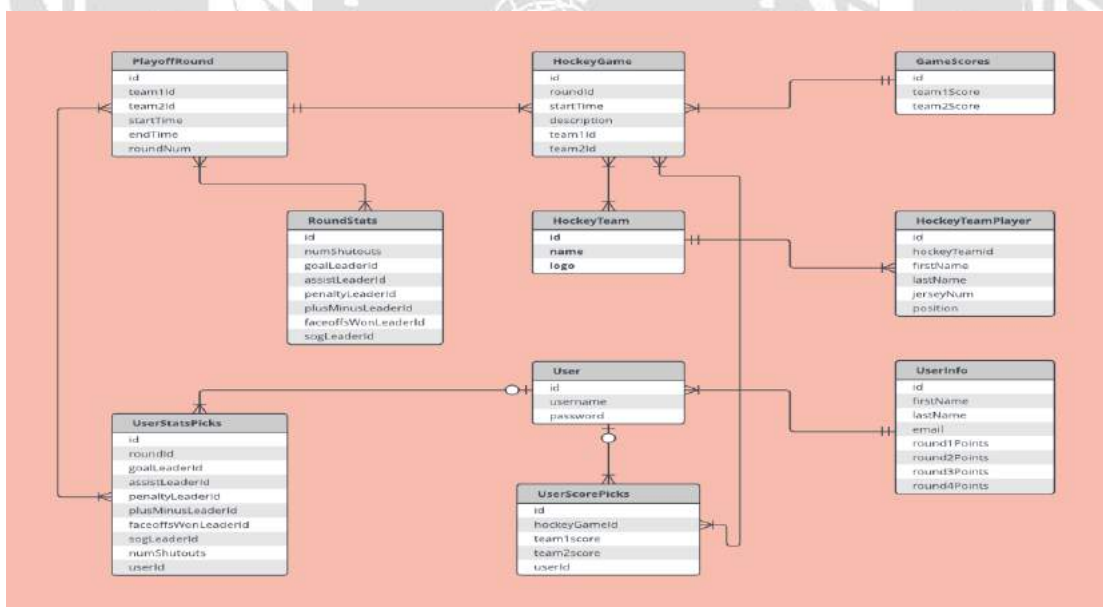 PlayoffRound
id
team1Id
team2Id
startTime
endTime
roundNum
HockeyGame
id
roundId
startTime
description
team1Id
team2Id
GameScores
id
team1Score
team2Score
RoundStats
id
numShutouts
goalLeaderId
assistLeaderId
penaltyLeaderId
plusMinusLeaderId
faceoffsWonLeaderId
sogLeaderId
HockeyTeam
id
name
logo
HockeyTeamPlayer
id
hockeyTeamId
firstName
lastName
jerseyNum
position
User
id
username
password
UserInfo
id
firstName
lastName
email
round1Points
round2Points
round3Points
round4Points
UserStatsPicks
id
roundId
goalLeaderId
assistLeaderId
penaltyLeaderId
plusMinusLeaderId
faceoffsWonLeaderId
sogLeaderId
numShutouts
userId
UserScorePicks
id
hockeyGameId
team1score
team2score
userId